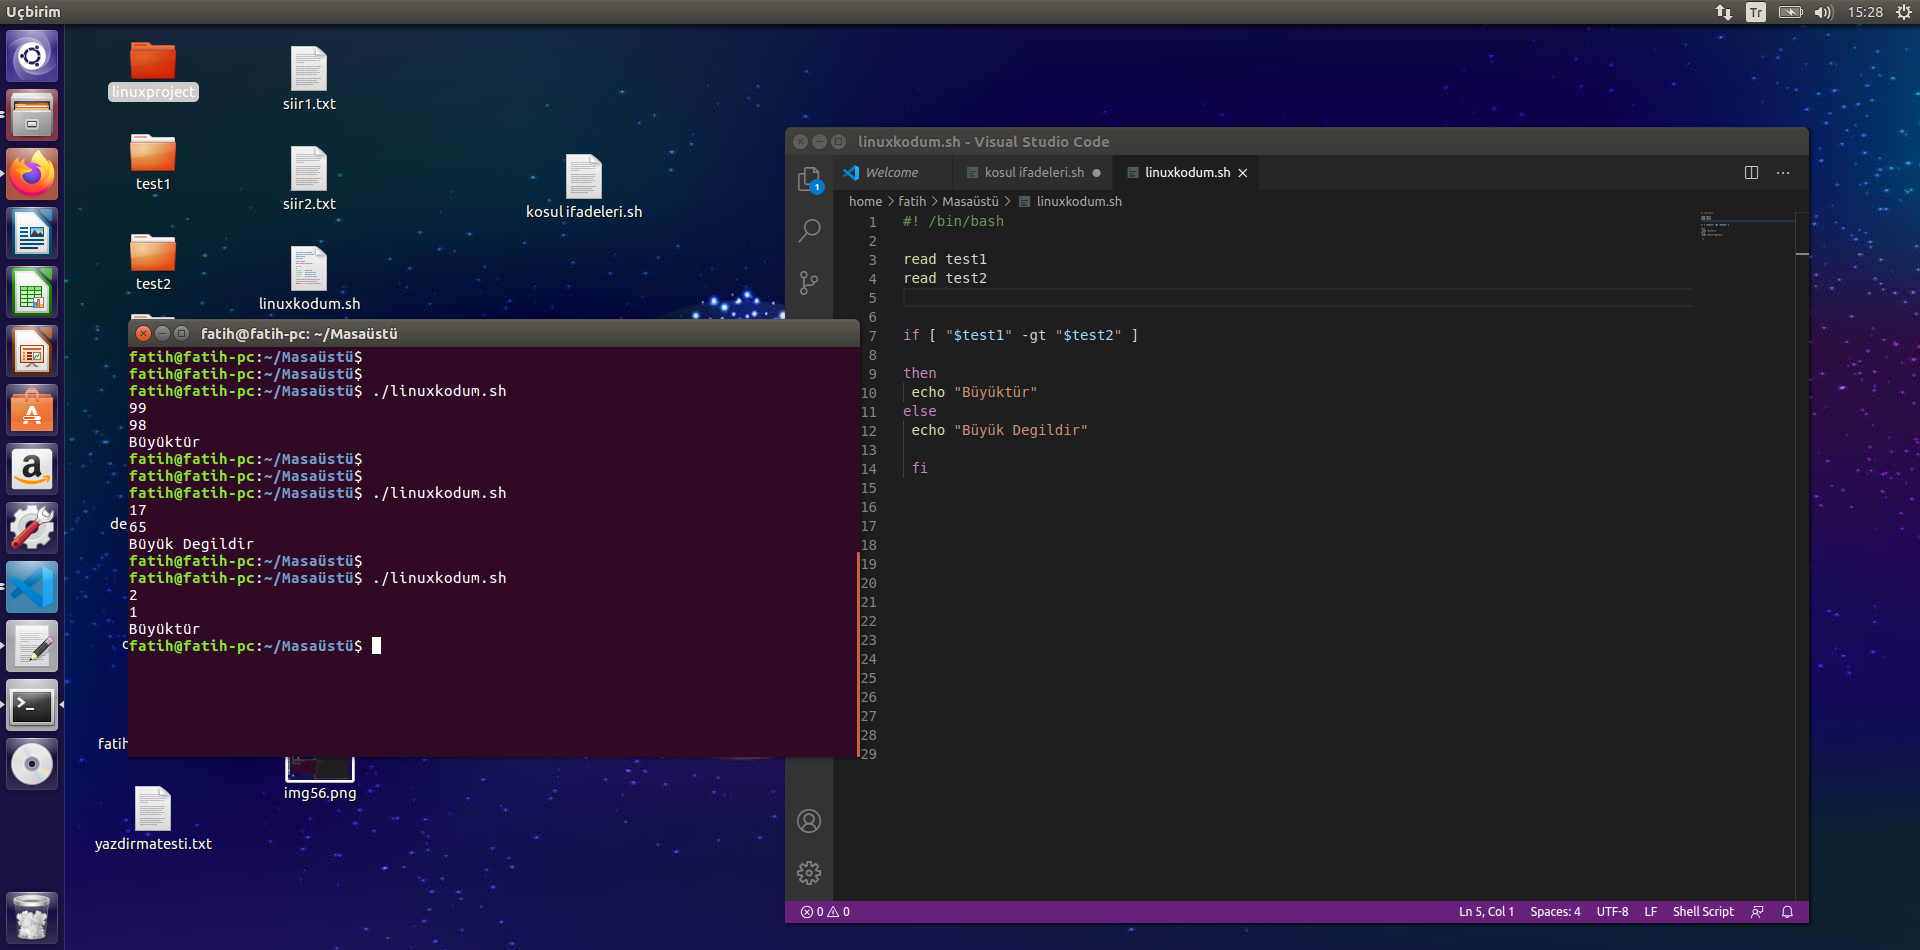 Uçbirim
Tr
15:28
linuxproject
siir1.txt
test1
siir2.txt
kosul ifadeleri.sh
test2
linuxkodum.sh
de
fatih
img56.png
yazdirmatesti.txt
fatih@fatih-pc: ~/Masaüstü
fatih@fatih-pc:~/Masaüstü$
fatih@fatih-pc:~/Masaüstü$
fatih@fatih-pc:~/Masaüstü$ ./linuxkodum.sh
99
98
Büyüktür
fatih@fatih-pc:~/Masaüstü$
fatih@fatih-pc:~/Masaüstü$
fatih@fatih-pc:~/Masaüstü$ ./linuxkodum.sh
17
65
Büyük Degildir
fatih@fatih-pc:~/Masaüstü$
fatih@fatih-pc:~/Masaüstü$ ./linuxkodum.sh
2
1
Büyüktür
fatih@fatih-pc:~/Masaüstü$
linuxkodum.sh - Visual Studio Code
1
Welcome
kosul ifadeleri.sh
linuxkodum.sh
home > fatih > Masaüstü > linuxkodum.sh
1 #! /bin/bash
2
3 read test1
4 read test2
5
6
7 if [ "$test1" -gt "$test2" ]
8
9 then
10 echo "Büyüktür"
11 else
12 echo "Büyük Degildir"
13
14 fi
15
16
17
18
19
20
21
22
23
24
25
26
27
28
29
0 0
Ln 5, Col 1 Spaces: 4 UTF-8 LF Shell Script